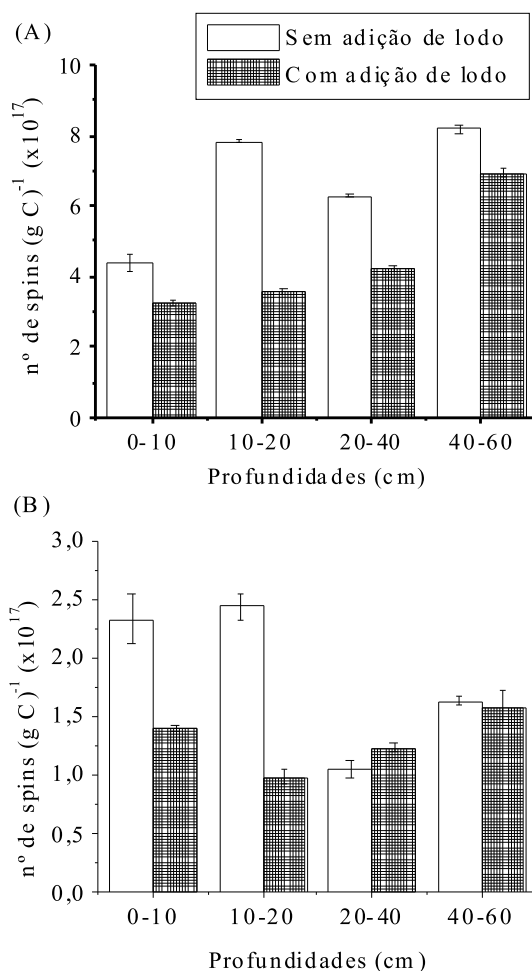 (A)
Sem adição de lodo
Com adição de lodo
nº de spins (g C)⁻¹ (x10¹⁷)
10
8
6
4
2
0
0-10 10-20 20-40 40-60
Profundidades (cm)
(B)
nº de spins (g C)⁻¹ (x10¹⁷)
3,0
2,5
2,0
1,5
1,0
0,5
0,0
0-10 10-20 20-40 40-60
Profundidades (cm)